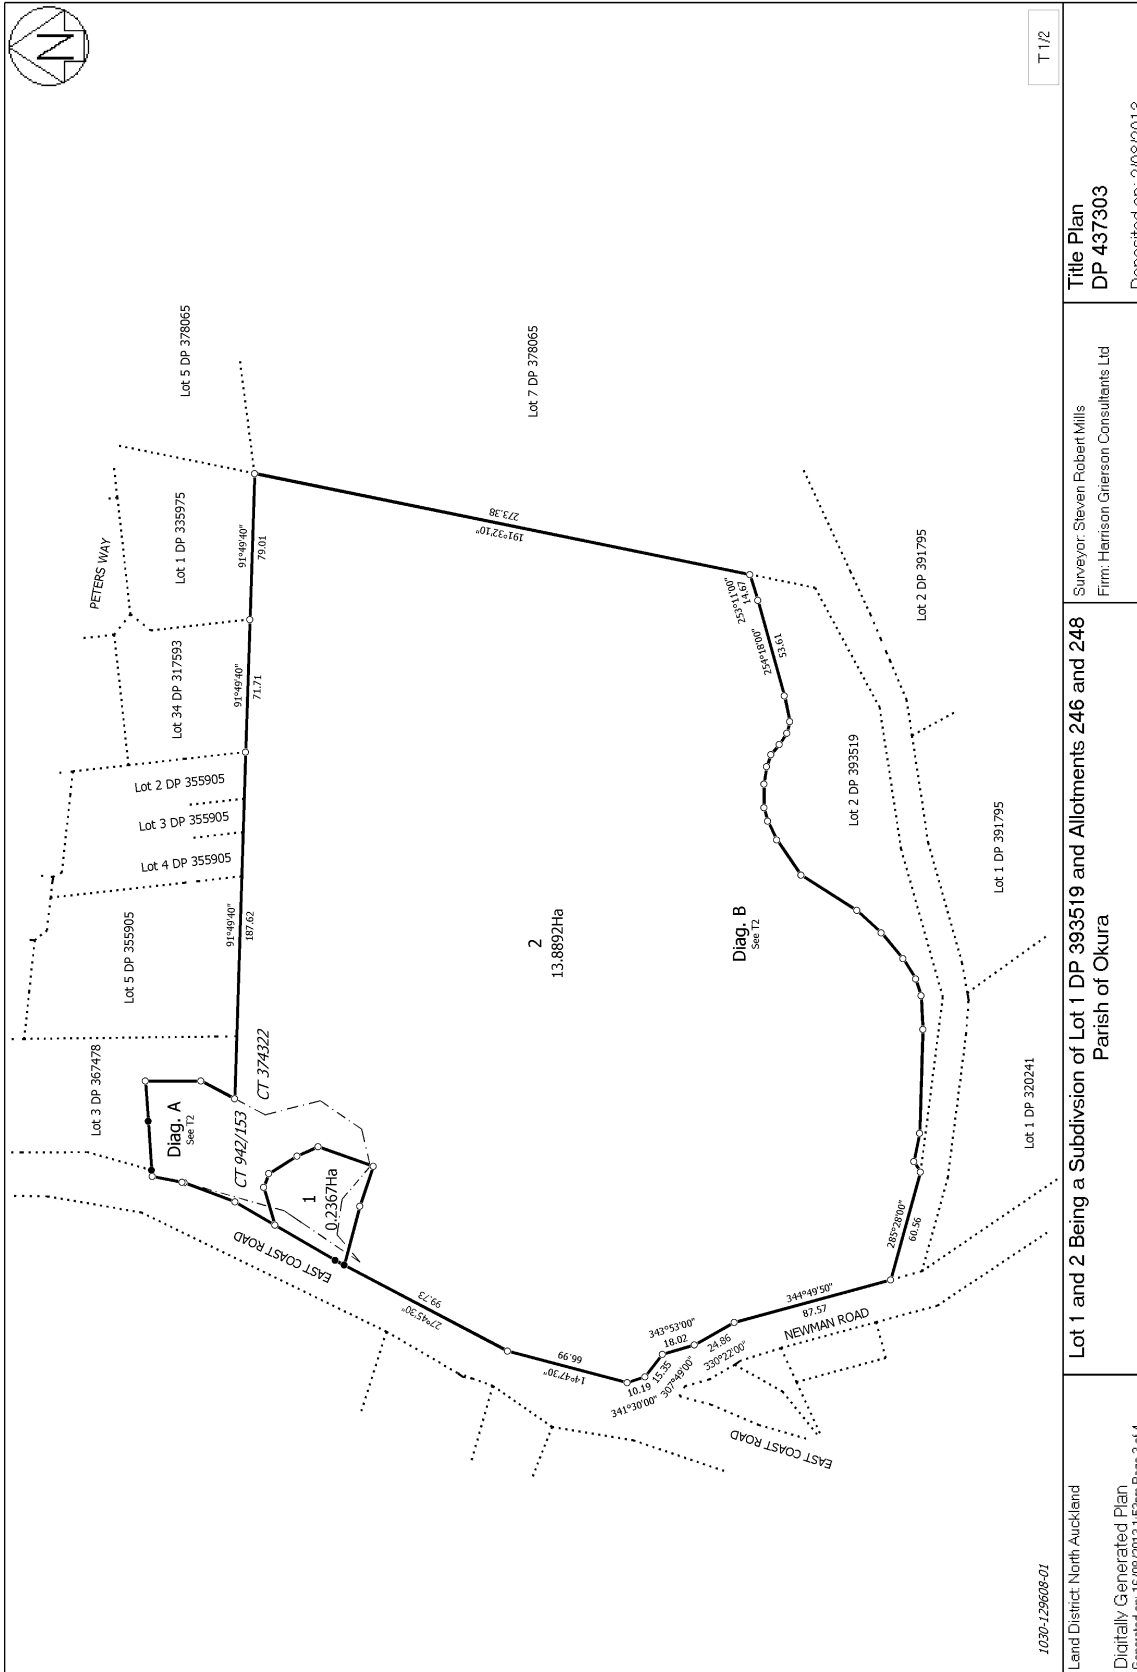 N
T 1/2
Lot 5 DP 378065
Lot 7 DP 378065
PETERS WAY
Lot 1 DP 335975
Lot 34 DP 317593
Lot 2 DP 355905
Lot 3 DP 355905
Lot 4 DP 355905
Lot 5 DP 355905
Lot 3 DP 367478
91°49'40"
79.01
91°49'40"
71.71
91°49'40"
187.62
273.38
191°32'10"
253°11'00"
14.67
254°18'00"
53.61
Lot 2 DP 391795
Lot 2 DP 393519
Lot 1 DP 391795
Lot 1 DP 320241
2
13.8892Ha
Diag. B
See T2
Diag. A
See T2
CT 942/153
CT 374322
1
0.2367Ha
EAST COAST ROAD
99.73
27°45'30"
66.99
14°47'30"
10.19
341°30'00"
15.35
307°49'00"
18.02
343°53'00"
24.86
330°22'00"
87.57
344°49'50"
285°28'00"
60.56
NEWMAN ROAD
EAST COAST ROAD
1030-129608-01
Land District: North Auckland
Digitally Generated Plan
Lot 1 and 2 Being a Subdivision of Lot 1 DP 393519 and Allotments 246 and 248
Parish of Okura
Surveyor: Steven Robert Mills
Firm: Harrison Grierson Consultants Ltd
Title Plan
DP 437303